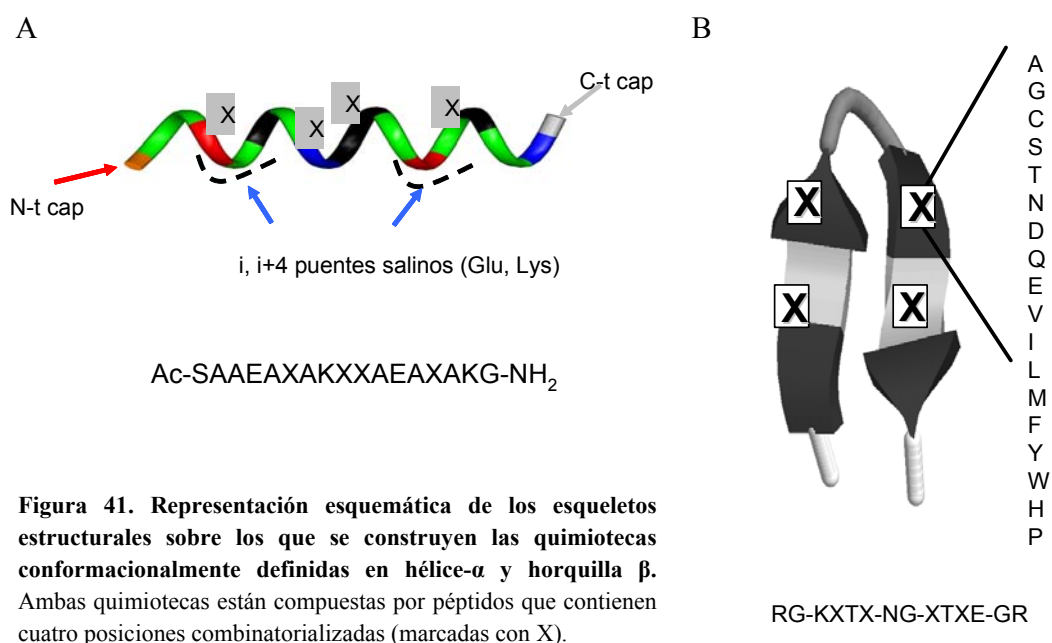 A
X
X
X
X
C-t cap
N-t cap
i, i+4 puentes salinos (Glu, Lys)
Ac-SAAEAXAKXXAEAXAKG-NH2
Figura 41. Representación esquemática de los esqueletos
estructurales sobre los que se construyen las quimiotecas
conformacionalmente definidas en hélice-α y horquilla β.
Ambas quimiotecas están compuestas por péptidos que contienen
cuatro posiciones combinatorializadas (marcadas con X).
B
X
X
X
X
A
G
C
S
T
N
D
Q
E
V
I
L
M
F
Y
W
H
P
RG-KXTX-NG-XTXE-GR